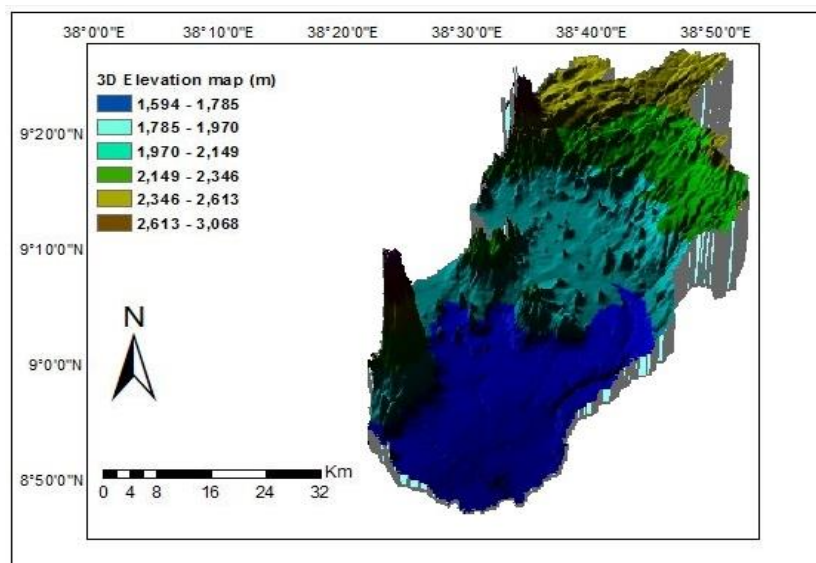 38°0'0"E 38°10'0"E 38°20'0"E 38°30'0"E 38°40'0"E 38°50'0"E
3D Elevation map (m)
1,594 - 1,785
1,785 - 1,970
1,970 - 2,149
2,149 - 2,346
2,346 - 2,613
2,613 - 3,068
9°20'0"N
9°10'0"N
N
9°0'0"N
8°50'0"N
Km
0 4 8 16 24 32